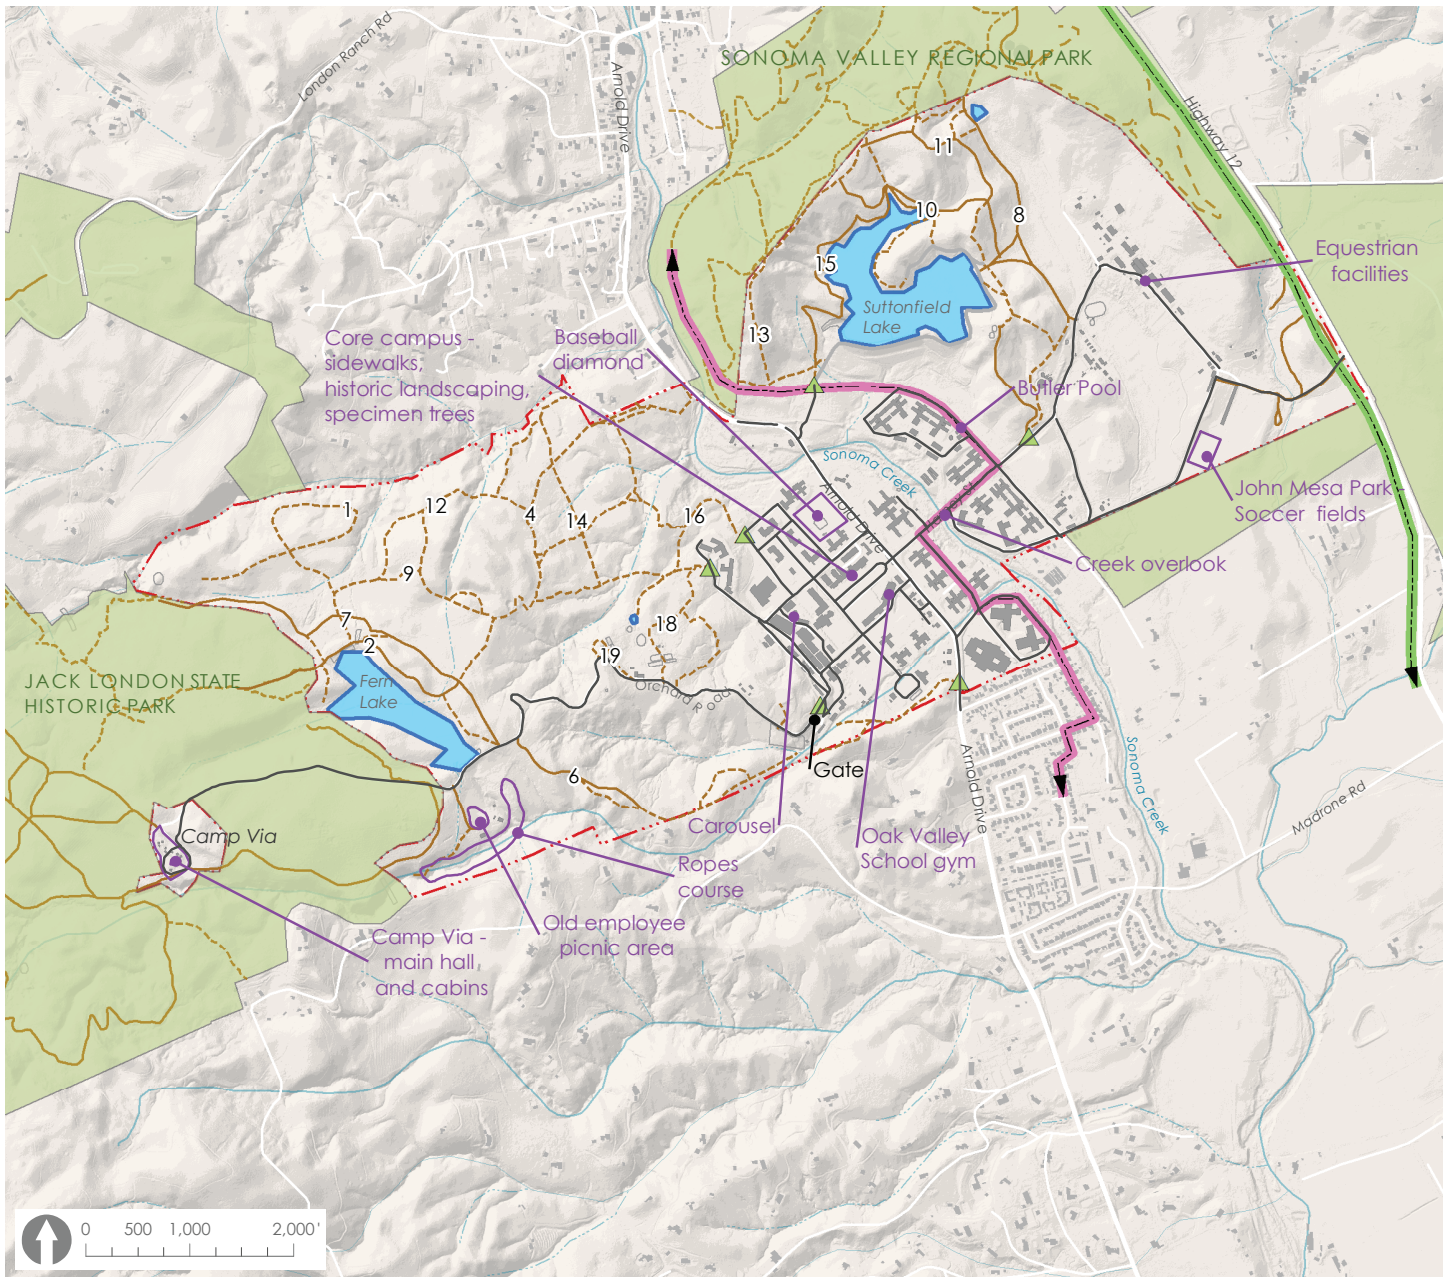 London Ranch Rd
Arnold Drive
SONOMA VALLEY REGIONAL PARK
Highway 12
11
10
8
15
13
Suttonfield
Lake
Equestrian
facilities
Core campus -
sidewalks,
historic landscaping,
specimen trees
Baseball
diamond
Butler Pool
Sonoma Creek
Arnold Drive
John Mesa Park -
Soccer fields
Creek overlook
1
12
4
14
16
9
7
2
18
19
Fern
Lake
Orchard Road
JACK LONDON STATE
HISTORIC PARK
6
Gate
Arnold Drive
Sonoma Creek
Madrone Rd
Camp Via
Carousel
Oak Valley
School gym
Ropes
course
Old employee
picnic area
Camp Via -
main hall
and cabins
0 500 1,000 2,000'